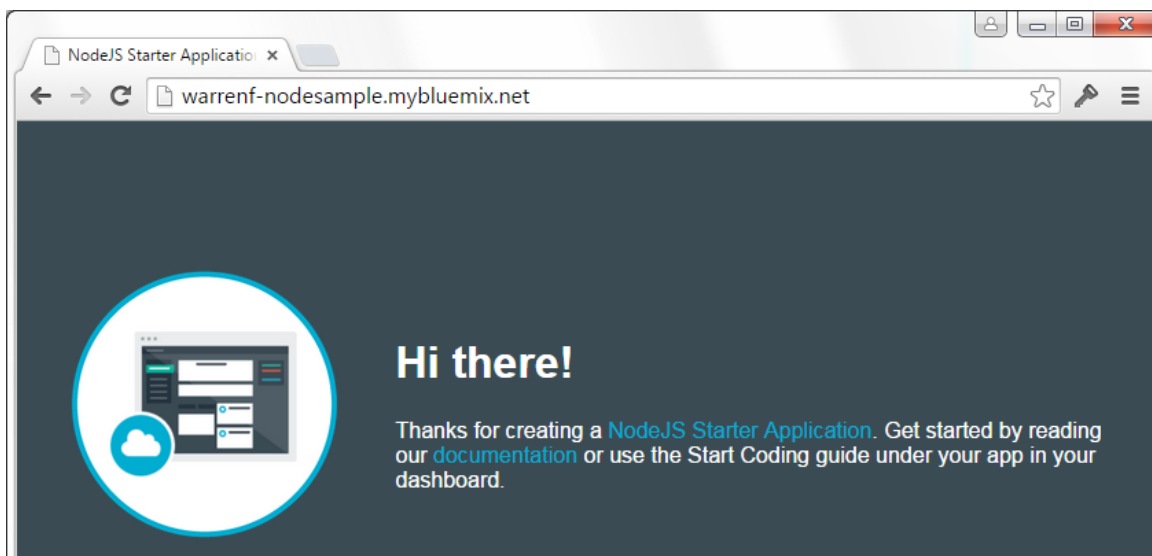 NodeJS Starter Applicatio
warrenf-nodesample.mybluemix.net
Hi there!
Thanks for creating a NodeJS Starter Application. Get started by reading
our documentation or use the Start Coding guide under your app in your
dashboard.